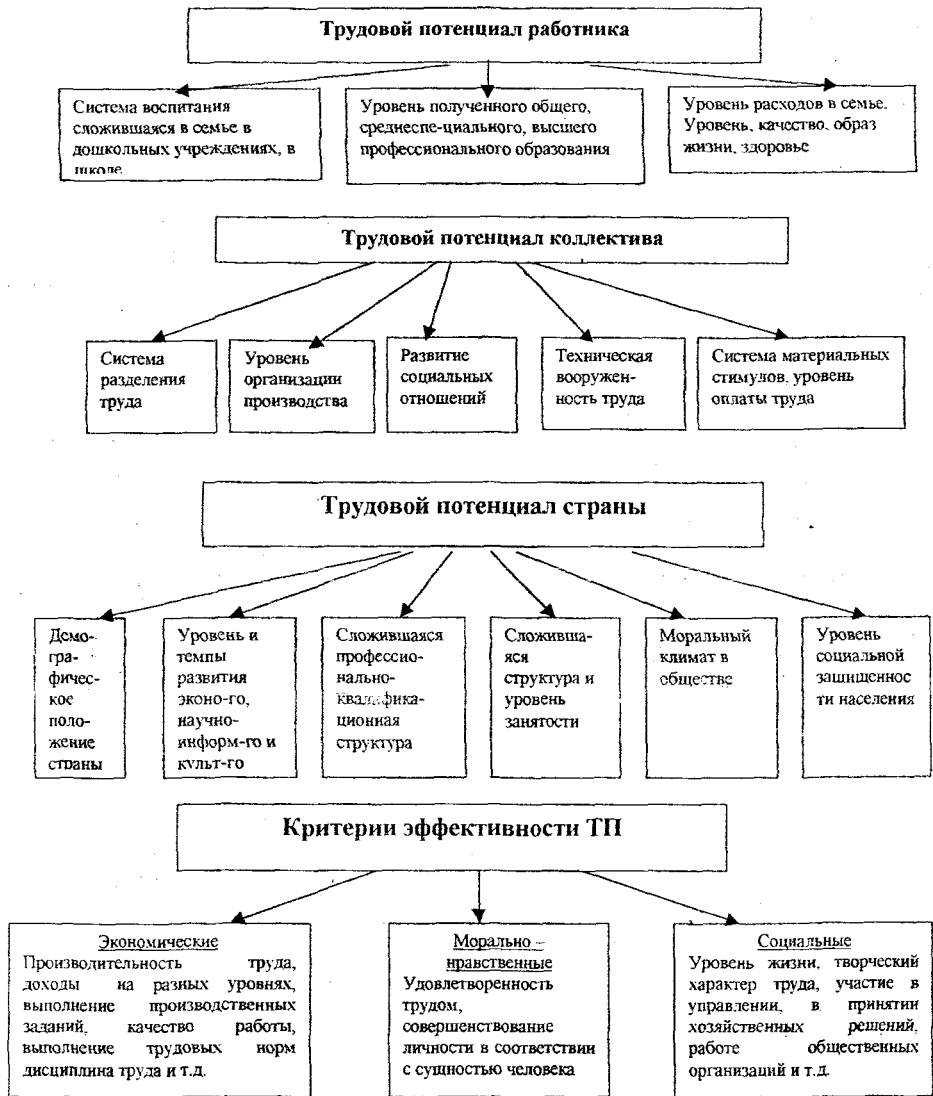 Трудовой потенциал работника
Система воспитания
сложившаяся в семье в
дошкольных учреждениях, в
школе
Уровень полученного общего,
среднеспе-циального, высшего
профессионального образования
Уровень расходов в семье.
Уровень, качество, образ
жизни, здоровье
Трудовой потенциал коллектива
Система
разделения
труда
Уровень
организации
производства
Развитие
социальных
отношений
Техническая
вооружен-
ность труда
Система материальных
стимулов, уровень
оплаты труда
Трудовой потенциал страны
Демо-
гра-
фичес-
кое
поло-
жение
страны
Уровень и
темпы
развития
эконо-го,
научно-
информ-го и
культ-го
Сложившаяся
профессио-
нально-
квалифика-
ционная
структура
Сложивша-
яся
структура и
уровень
занятости
Моральный
климат в
обществе
Уровень
социальной
защищеннос
ти населения
Критерии эффективности ТП
Экономические
Производительность труда,
доходы на разных уровнях,
выполнение производственных
заданий, качество работы,
выполнение трудовых норм
дисциплина труда и т.д.
Морально –
нравственные
Удовлетворенность
трудом,
совершенствование
личности в соответствии
с сущностью человека
Социальные
Уровень жизни, творческий
характер труда, участие в
управлении, в принятии
хозяйственных решений,
работе общественных
организаций и т.д.